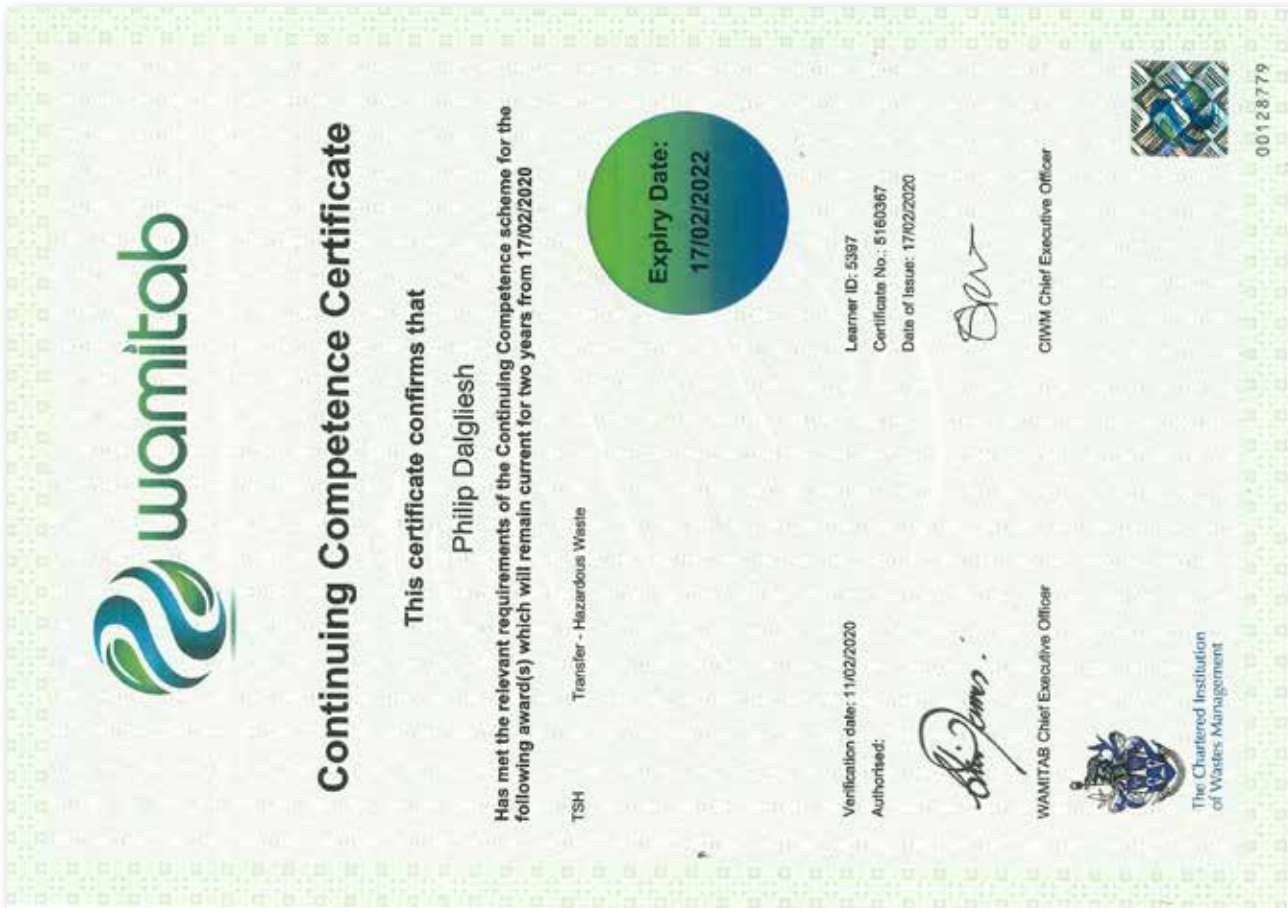 wamitab
Continuing Competence Certificate
This certificate confirms that
Philip Dalgliesh
Has met the relevant requirements of the Continuing Competence scheme for the
following award(s) which will remain current for two years from 17/02/2020
TSH Transfer - Hazardous Waste
Expiry Date:
17/02/2022
Verification date: 11/02/2020
Authorised:
Learner ID: 5397
Certificate No.: 5160367
Date of Issue: 17/02/2020
WAMITAB Chief Executive Officer
CIWM Chief Executive Officer
The Chartered Institution
of Wastes Management
00128779